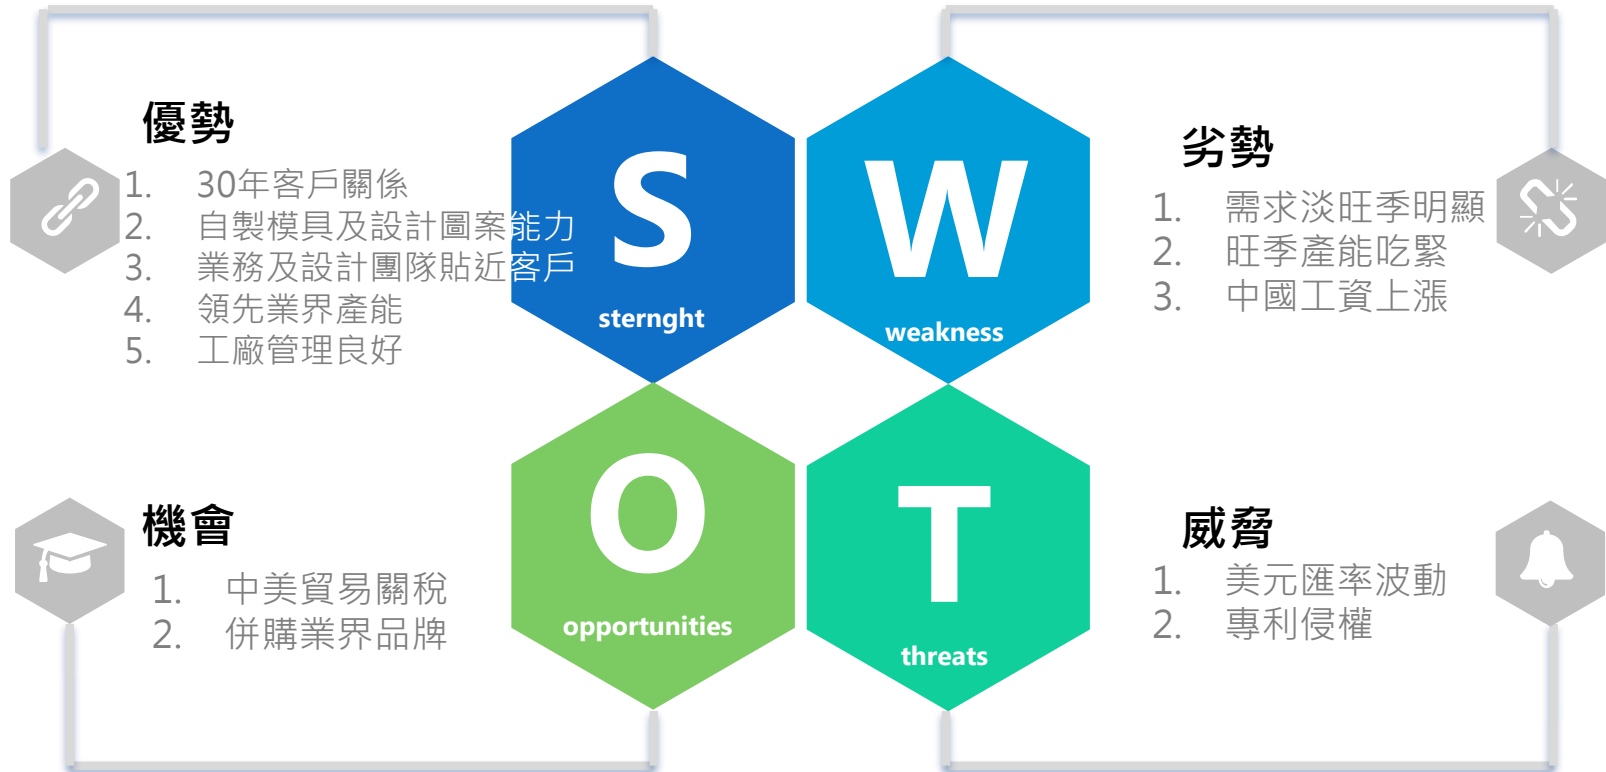 優勢
1. 30年客戶關係
2. 自製模具及設計圖案能力
3. 業務及設計團隊貼近客戶
4. 領先業界產能
5. 工廠管理良好
S
sternght
W
weakness
劣勢
1. 需求淡旺季明顯
2. 旺季產能吃緊
3. 中國工資上漲
機會
1. 中美貿易關稅
2. 併購業界品牌
O
opportunities
T
threats
威脅
1. 美元匯率波動
2. 專利侵權